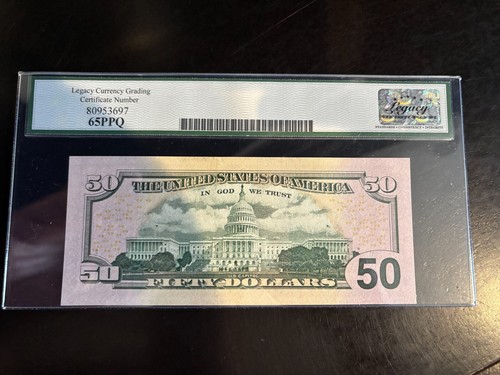 Legacy Currency Grading
Certificate Number
80953697
65PPQ
Legacy
50
THE UNITED STATES OF AMERICA
50
IN GOD WE TRUST
50
FIFTY DOLLARS
50